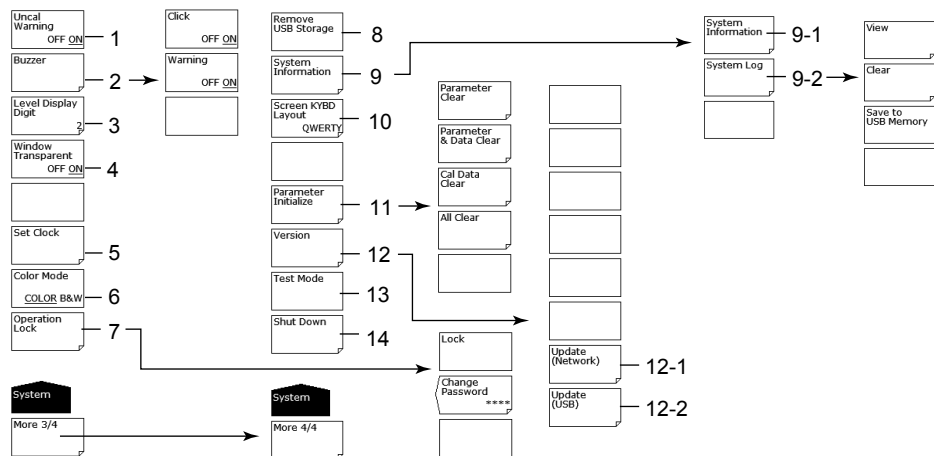 Uncal
Warning
OFF ON
1
Buzzer
2
Level Display
Digit
2
3
Window
Transparent
OFF ON
4
Set Clock
5
Color Mode
COLOR B&W
6
Operation
Lock
7
System
More 3/4
Click
OFF ON
Warning
OFF ON
Remove
USB Storage
8
System
Information
9
Screen KYBD
Layout
QWERTY
10
Parameter
Initialize
11
Version
12
Test Mode
13
Shut Down
14
System
More 4/4
Parameter
Clear
Parameter
& Data Clear
Cal Data
Clear
All Clear
Lock
Change
Password
****
Update
(Network)
12-1
Update
(USB)
12-2
System
Information
9-1
System Log
9-2
View
Clear
Save to
USB Memory